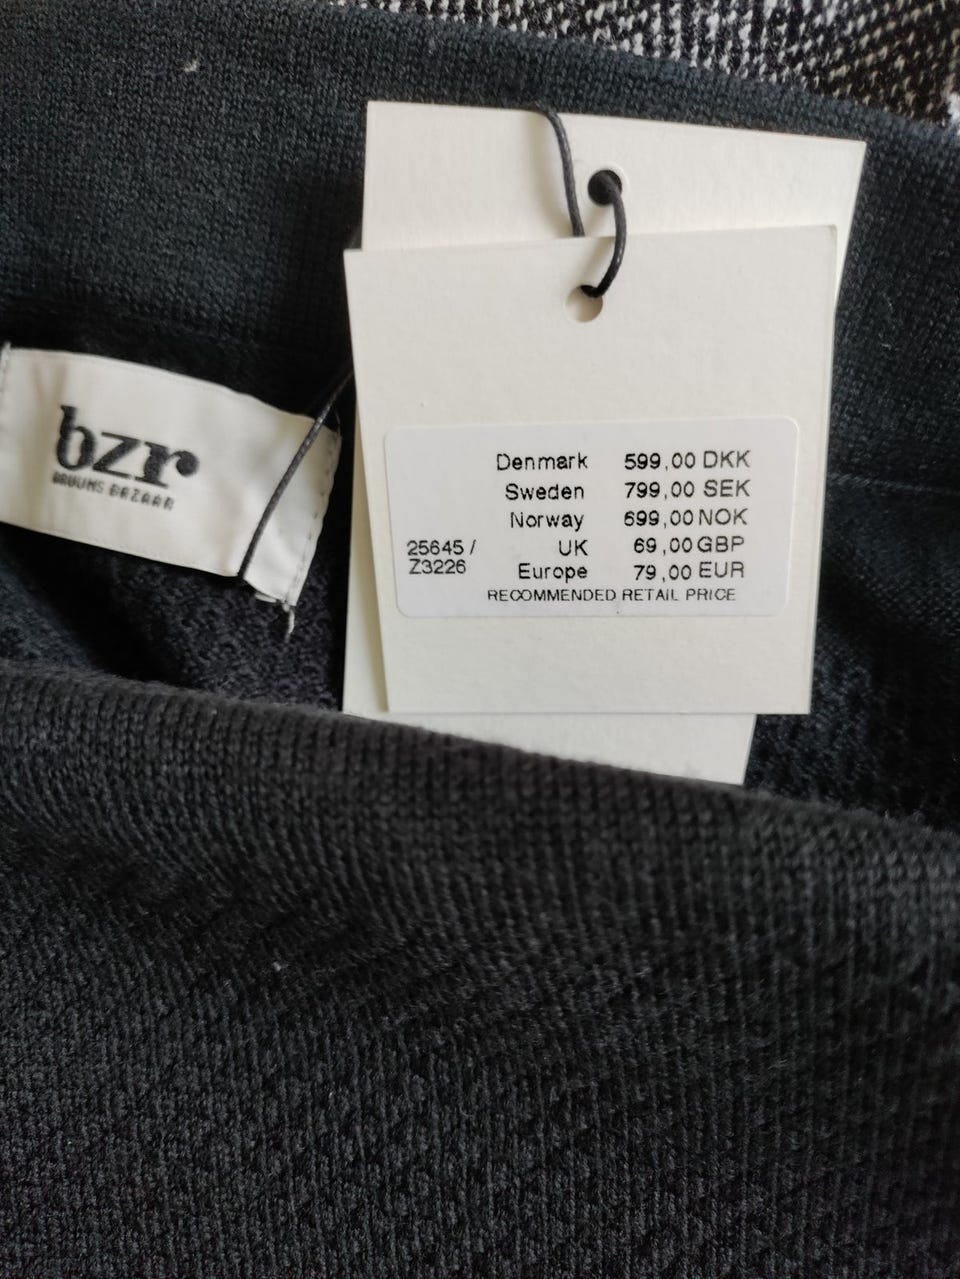 bzr
BRUUNS BAZAAR
Denmark 599,00 DKK
Sweden 799,00 SEK
Norway 699,00 NOK
25645 / UK 69,00 GBP
Z3226 Europe 79,00 EUR
RECOMMENDED RETAIL PRICE